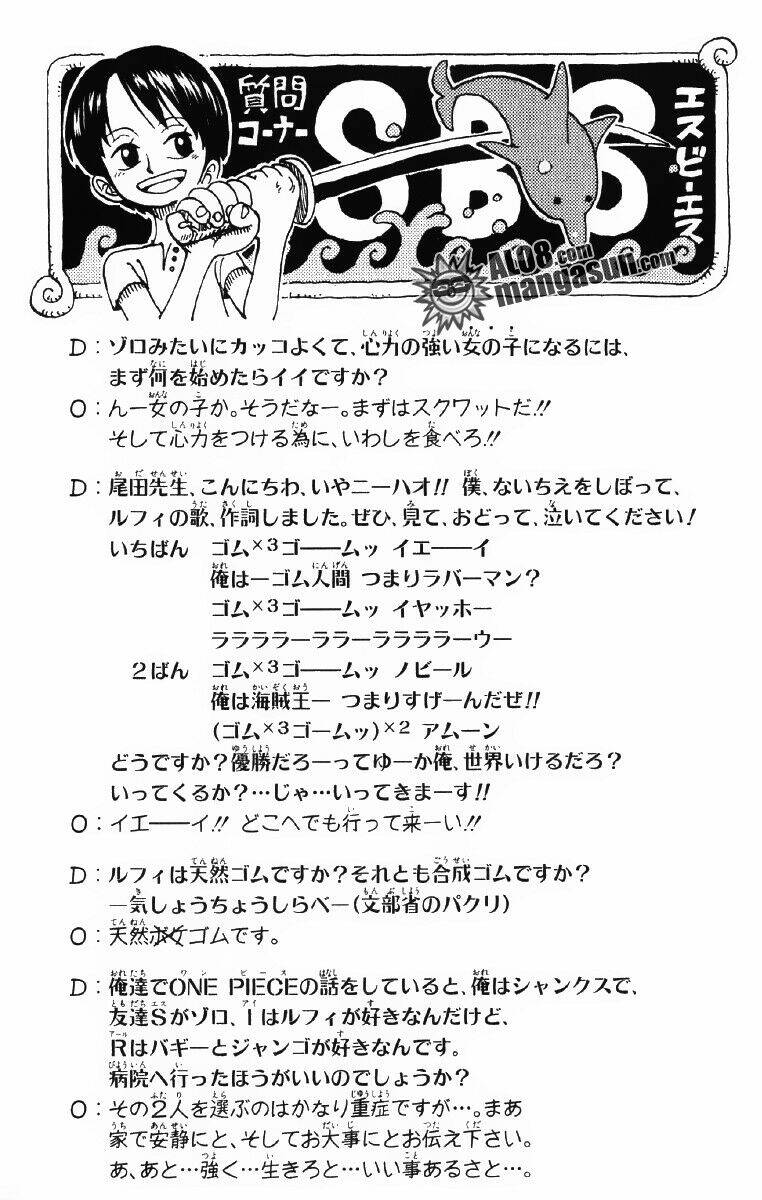 質問
コーナー
SBS
エスビーエス
AL08.com
mangasun.com
D：ゾロみたいにカッコよくて、心力の強い女の子になるには、
まず何を始めたらイイですか？
O：んー女の子か。そうだなー。まずはスクワットだ!!
そして心力をつける為に、いわしを食べろ!!
D：尾田先生、こんにちわ、いやニーハオ!! 僕、ないちえをしぼって、
ルフィの歌、作詞しました。ぜひ、見て、おどって、泣いてください！
いちばん ゴム×3ゴ――ムッ イエ――イ
俺は―ゴム人間 つまりラバーマン？
ゴム×3ゴ――ムッ イヤッホー
ラララララーララーララララーウー
2ばん ゴム×3ゴ――ムッ ノビール
俺は海賊王― つまりすげーんだぜ!!
(ゴム×3ゴームッ)×2 アムーン
どうですか？優勝だろーってゆーか俺、世界いけるだろ？
いってくるか？…じゃ…いってきまーす!!
O：イエ――イ!! どこへでも行って来ーい!!
D：ルフィは天然ゴムですか？それとも合成ゴムですか？
―気しょうちょうしらべ―(文部省のパクリ)
O：天然ボケゴムです。
D：俺達でONE PIECEの話をしていると、俺はシャンクスで、
友達Sがゾロ、Iはルフィが好きなんだけど、
Rはバギーとジャンゴが好きなんです。
病院へ行ったほうがいいのでしょうか？
O：その2人を選ぶのはかなり重症ですが…。まあ
家で安静にと、そしてお大事にとお伝え下さい。
あ、あと…強く…生きろと…いい事あるさと…。